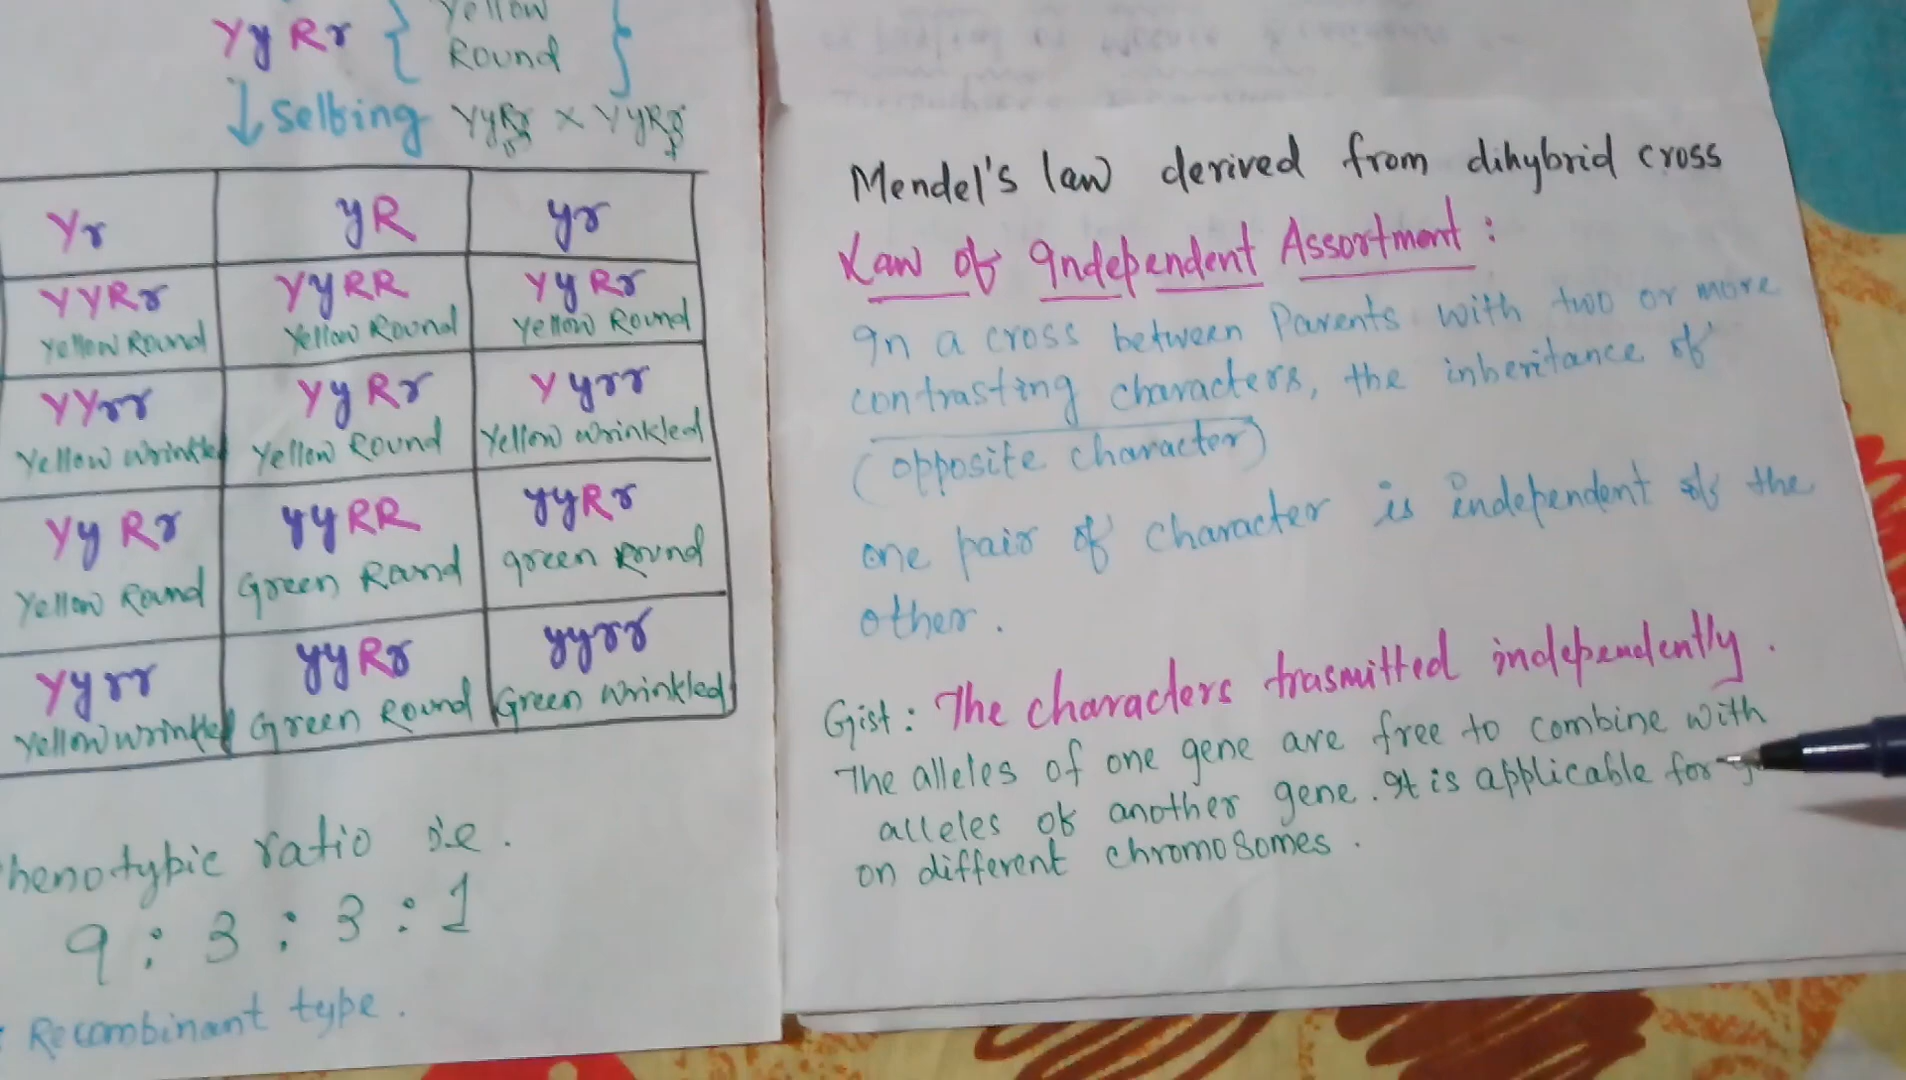 YyRr { Yellow
Round }
↓ Selfing YyRr × YyRr
Yr yR yr
YYRr YyRR YyRr
Yellow Round Yellow Round Yellow Round
YYrr YyRr Yyrr
Yellow wrinkled Yellow Round Yellow wrinkled
YyRr yyRR yyRr
Yellow Round Green Round green round
Yyrr yyRr yyrr
Yellow wrinkled Green Round Green wrinkled
henotypic ratio i.e.
9 : 3 : 3 : 1
: Recombinant type.
Mendel's law derived from dihybrid cross
Law of Independent Assortment :
In a cross between Parents with two or more
contrasting characters, the inheritance of
(opposite character)
one pair of character is independent of the
other.
Gist : The characters trasmitted independently.
The alleles of one gene are free to combine with
alleles of another gene. It is applicable for
on different chromosomes.